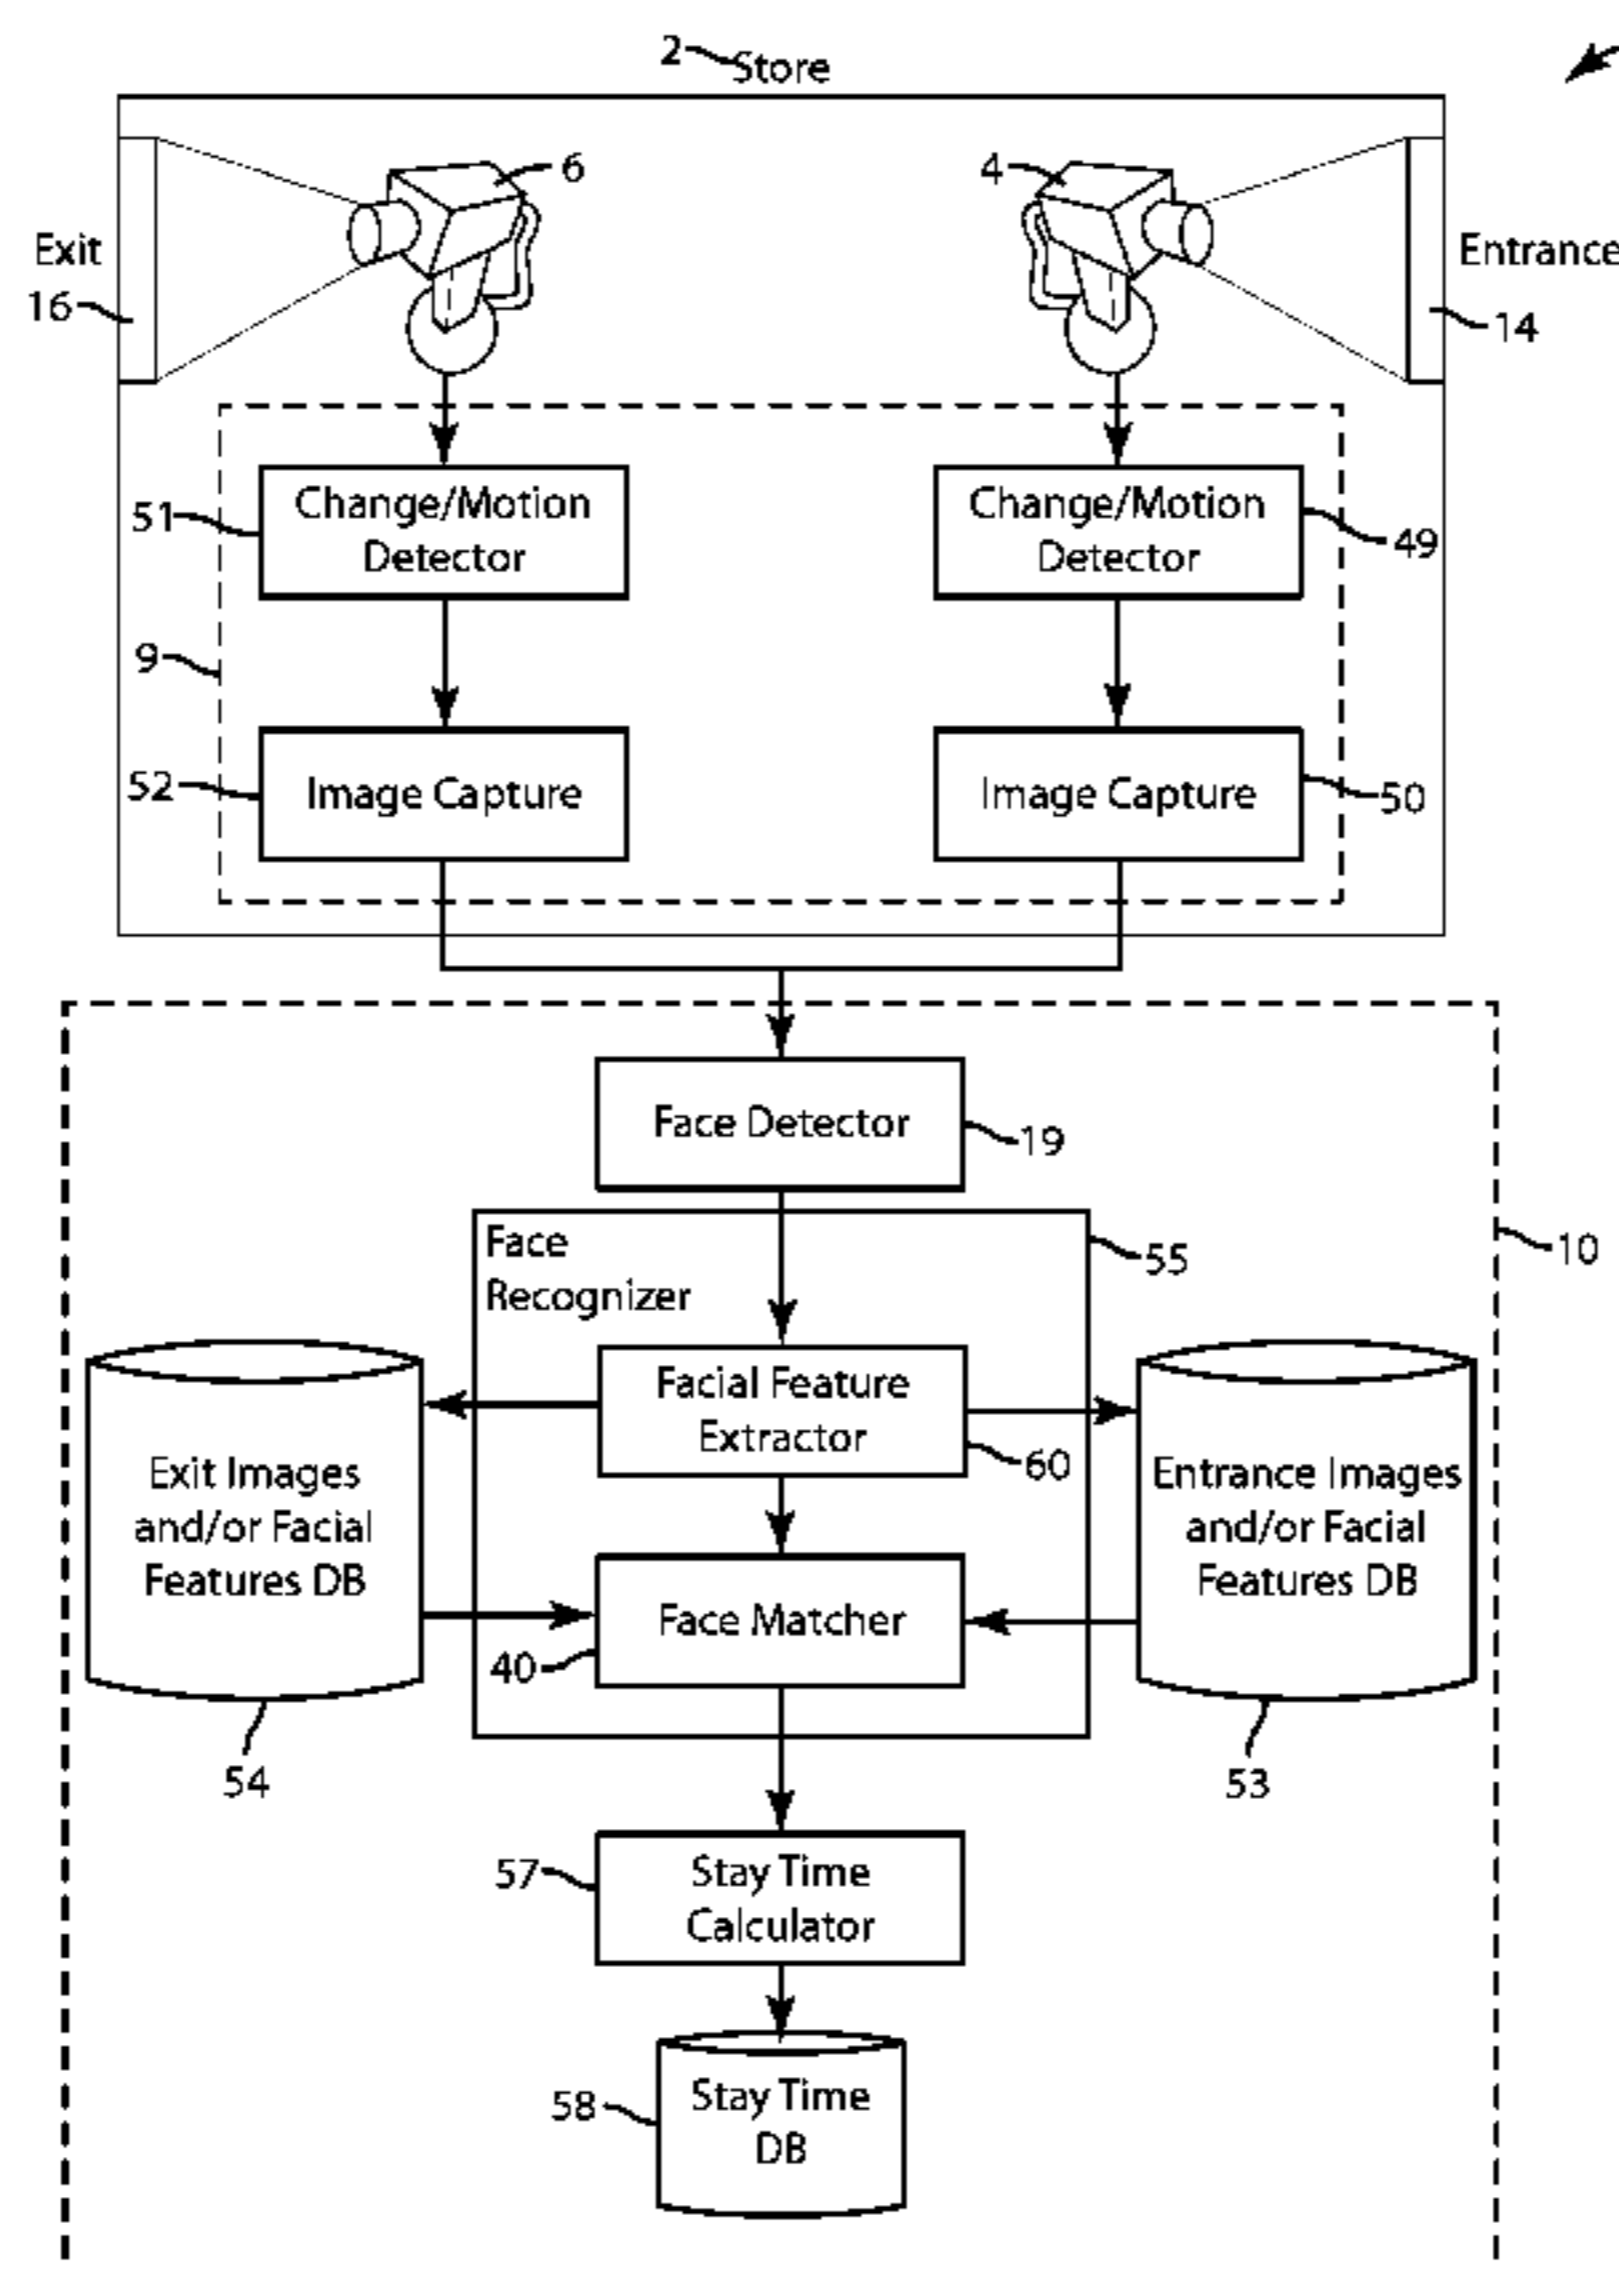 2 Store
6
4
Exit
16
Entrance
14
51
Change/Motion
Detector
Change/Motion
Detector
49
9
52
Image Capture
Image Capture
50
Face Detector
19
10
Face
Recognizer
55
Facial Feature
Extractor
60
Exit Images
and/or Facial
Features DB
Entrance Images
and/or Facial
Features DB
Face Matcher
40
54
53
57
Stay Time
Calculator
58
Stay Time
DB